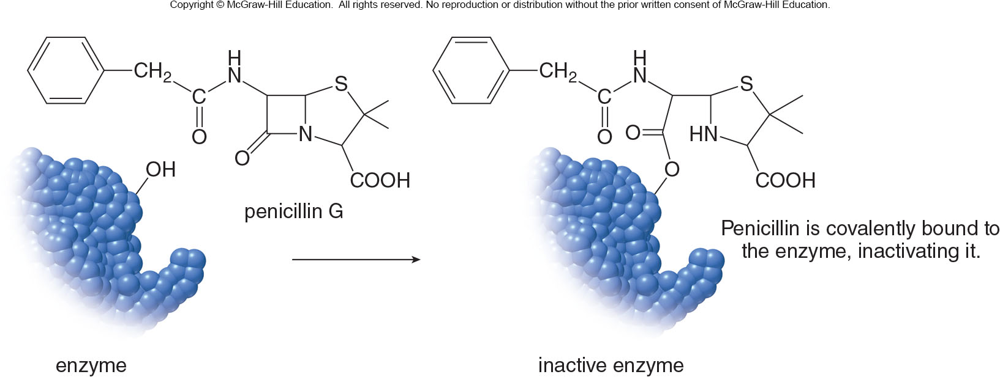 Copyright © McGraw-Hill Education. All rights reserved. No reproduction or distribution without the prior written consent of McGraw-Hill Education.
CH2
C
O
H
N
S
N
O
COOH
OH
penicillin G
enzyme
CH2
C
O
H
N
S
O
HN
O
COOH
Penicillin is covalently bound to
the enzyme, inactivating it.
inactive enzyme